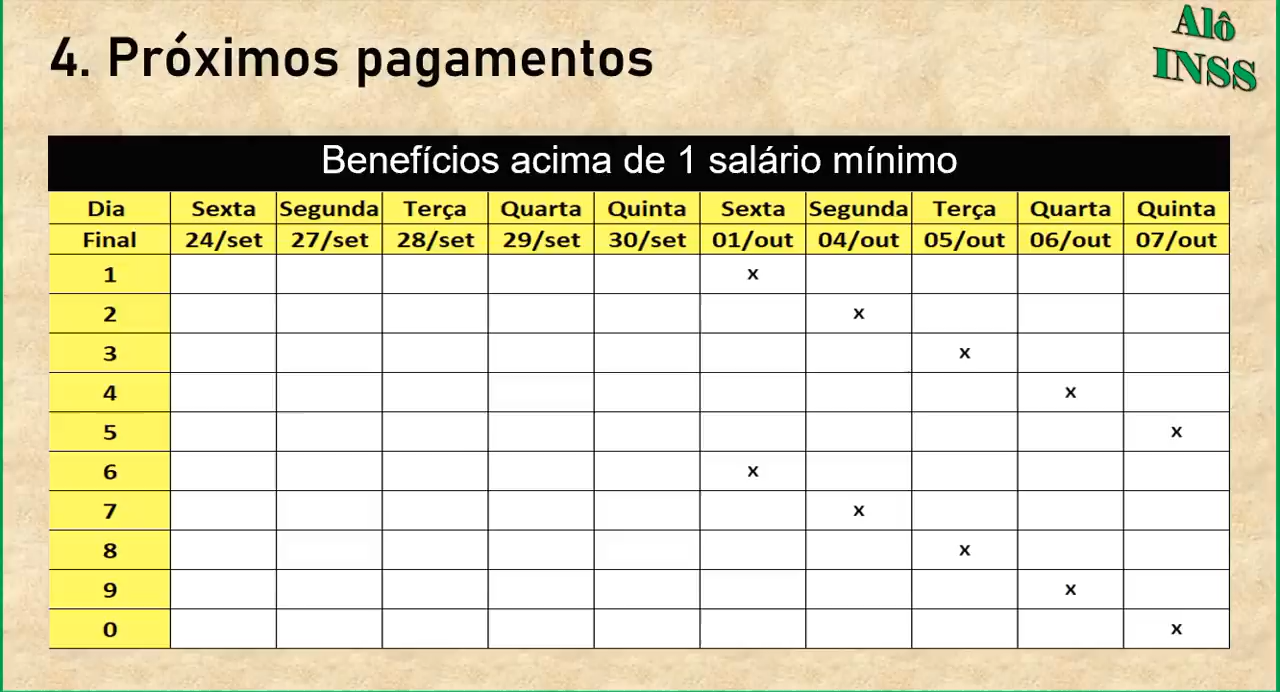 4. Próximos pagamentos
Alô
INSS
Benefícios acima de 1 salário mínimo
Dia Sexta Segunda Terça Quarta Quinta Sexta Segunda Terça Quarta Quinta
Final 24/set 27/set 28/set 29/set 30/set 01/out 04/out 05/out 06/out 07/out
1 x
2 x
3 x
4 x
5 x
6 x
7 x
8 x
9 x
0 x